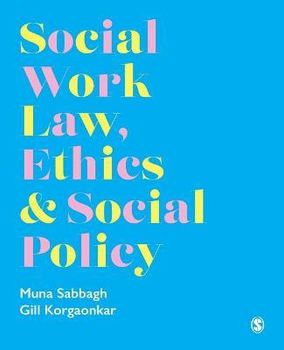 Social
Work
Law,
Ethics
& Social
Policy
Muna Sabbagh
Gill Korgaonkar
S